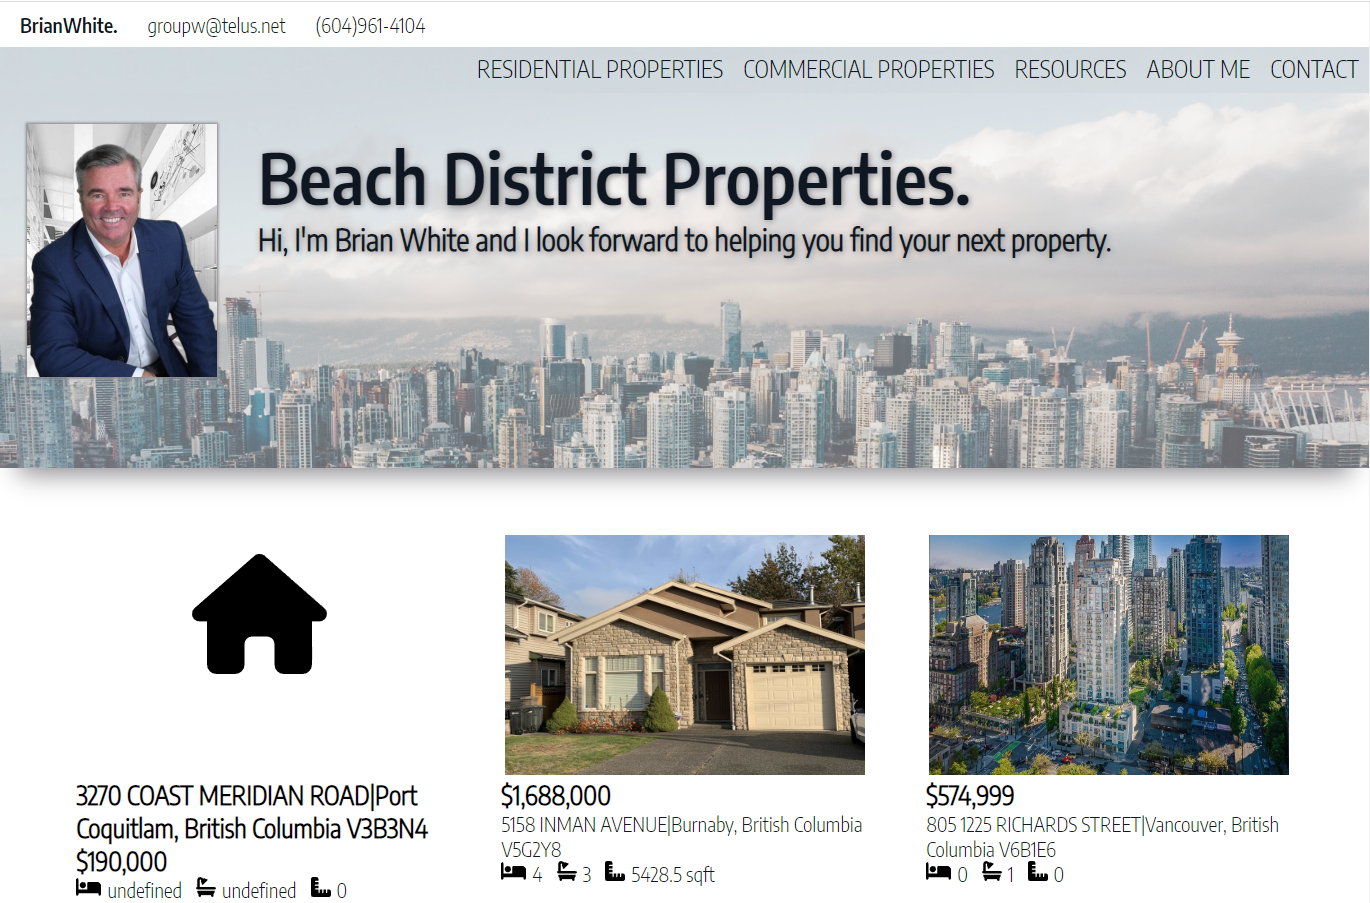 BrianWhite. groupw@telus.net (604)961-4104
RESIDENTIAL PROPERTIES COMMERCIAL PROPERTIES RESOURCES ABOUT ME CONTACT
Beach District Properties.
Hi, I'm Brian White and I look forward to helping you find your next property.
3270 COAST MERIDIAN ROAD|Port
Coquitlam, British Columbia V3B3N4
$190,000
undefined undefined 0
$1,688,000
5158 INMAN AVENUE|Burnaby, British Columbia
V5G2Y8
4 3 5428.5 sqft
$574,999
805 1225 RICHARDS STREET|Vancouver, British
Columbia V6B1E6
0 1 0